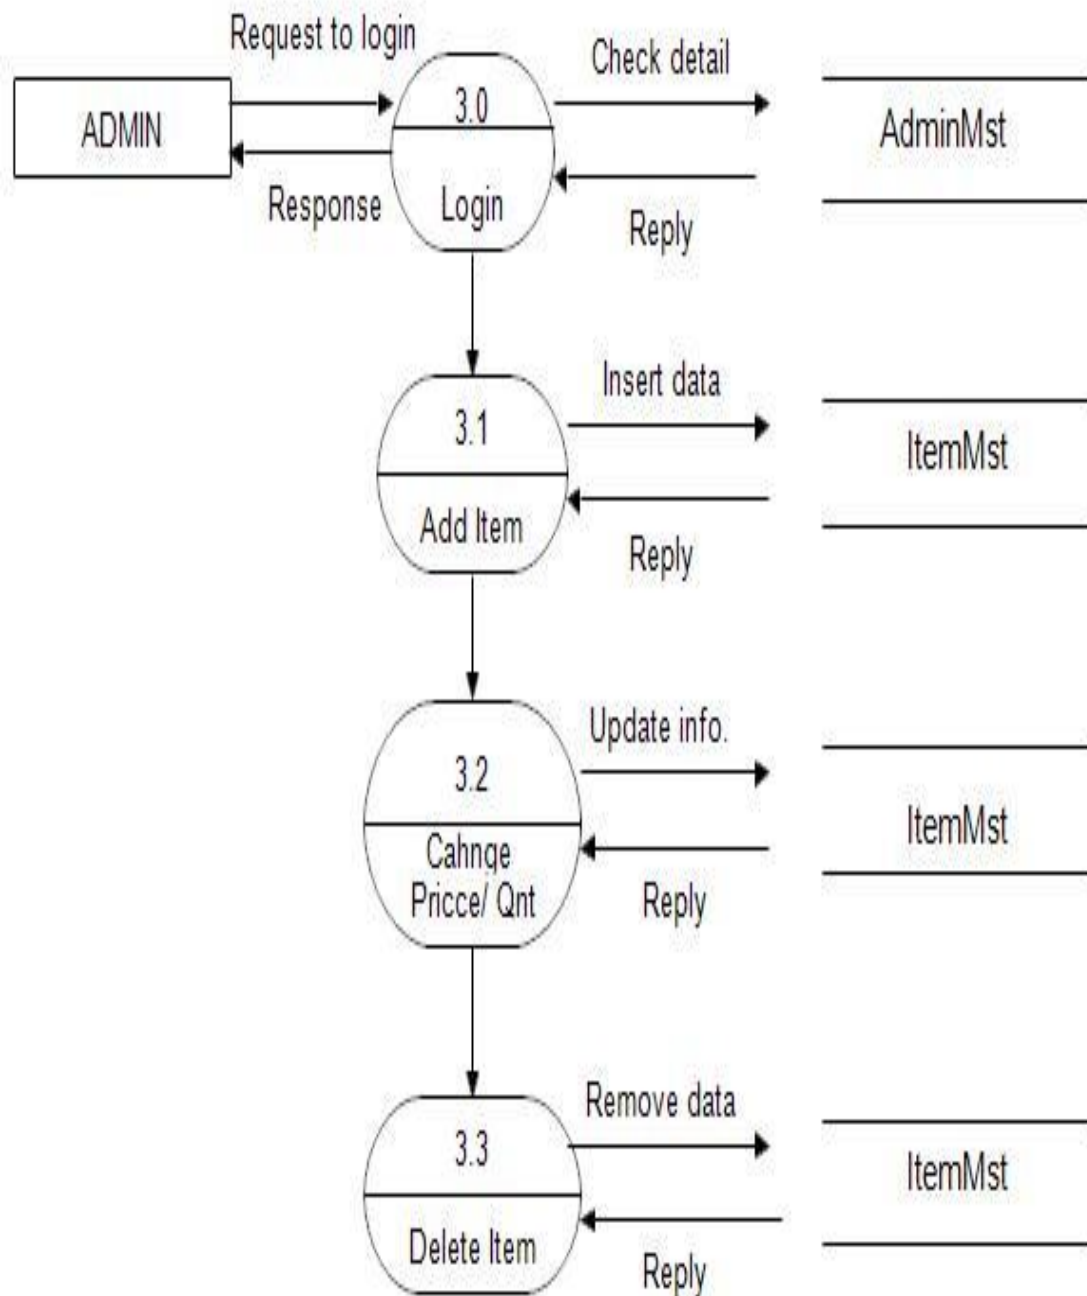 Request to login
Check detail
ADMIN
3.0
AdminMst
Response
Login
Reply
Insert data
3.1
ItemMst
Add Item
Reply
Update info.
3.2
ItemMst
Cahnge
Pricce/ Qnt
Reply
Remove data
3.3
ItemMst
Delete Item
Reply